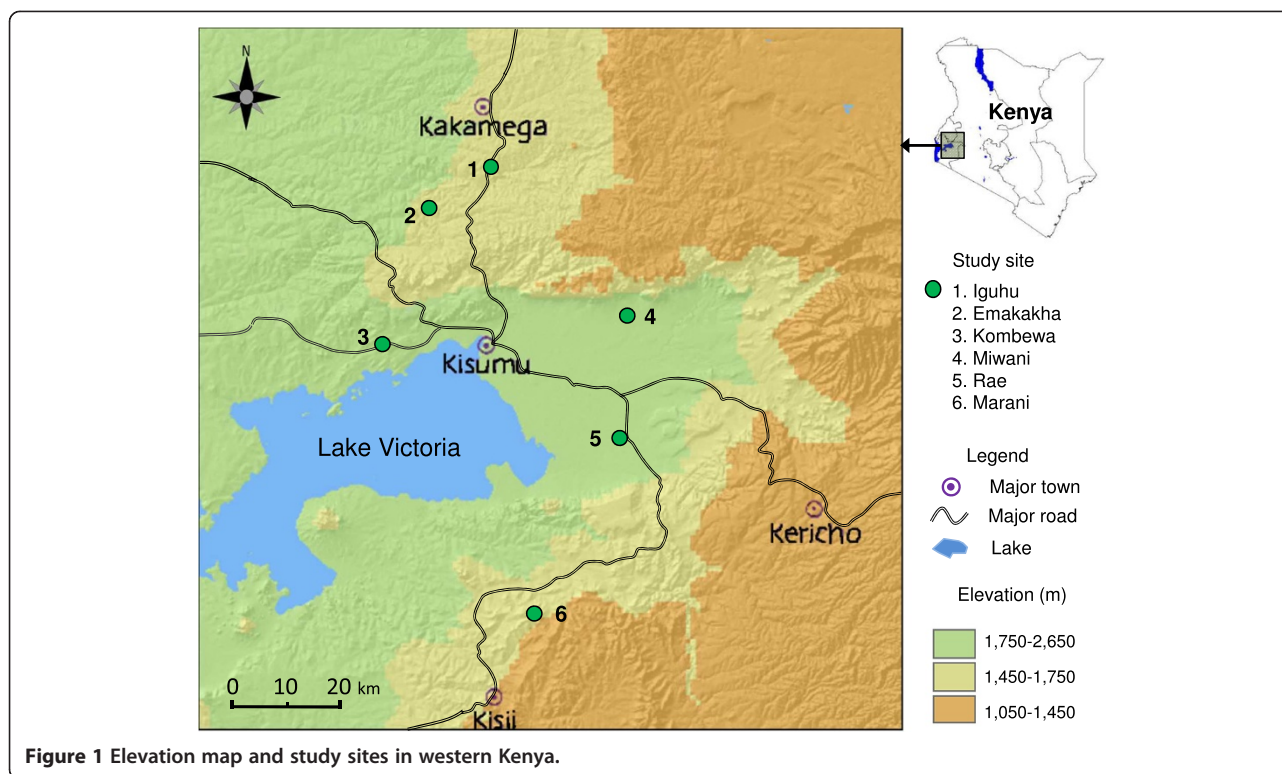 N
Kakamega
1
2
3
4
Kisumu
Lake Victoria
5
Kericho
6
Kisii
0 10 20 km
Kenya
Study site
1. Iguhu
2. Emakakha
3. Kombewa
4. Miwani
5. Rae
6. Marani
Legend
Major town
Major road
Lake
Elevation (m)
1,750-2,650
1,450-1,750
1,050-1,450
Figure 1 Elevation map and study sites in western Kenya.